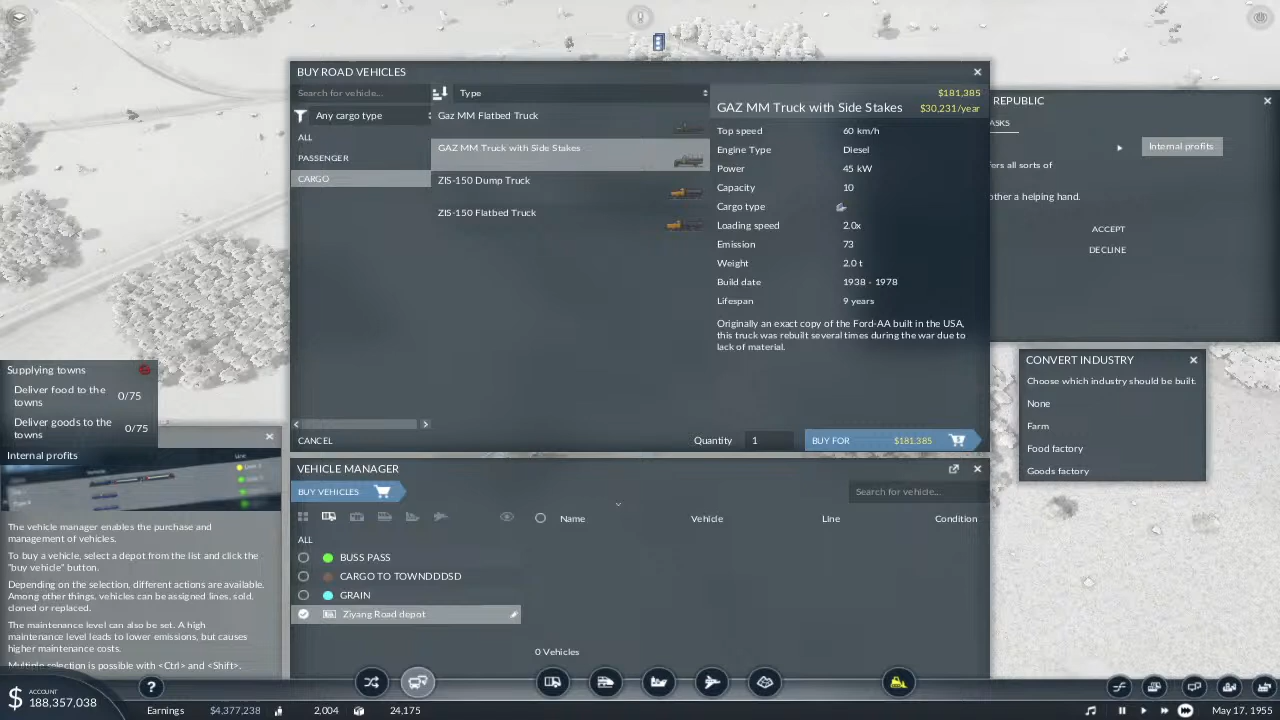 BUY ROAD VEHICLES
Search for vehicle...
Type
Any cargo type
ALL
PASSENGER
CARGO
Gaz MM Flatbed Truck
GAZ MM Truck with Side Stakes
ZIS-150 Dump Truck
ZIS-150 Flatbed Truck
$181,385
GAZ MM Truck with Side Stakes $30,231/year
Top speed 60 km/h
Engine Type Diesel
Power 45 kW
Capacity 10
Cargo type
Loading speed 2.0x
Emission 73
Weight 2.0 t
Build date 1938 - 1978
Lifespan 9 years
Originally an exact copy of the Ford-AA built in the USA,
this truck was rebuilt several times during the war due to
lack of material.
CANCEL
Quantity 1
BUY FOR $181,385
REPUBLIC
ASKS
Internal profits
fers all sorts of
other a helping hand.
ACCEPT
DECLINE
CONVERT INDUSTRY
Choose which industry should be built.
None
Farm
Food factory
Goods factory
Supplying towns
Deliver food to the
towns
0/75
Deliver goods to the
towns
0/75
Internal profits
The vehicle manager enables the purchase and
management of vehicles.
To buy a vehicle, select a depot from the list and click the
"buy vehicle" button.
Depending on the selection, different actions are available.
Among other things, vehicles can be assigned lines, sold,
cloned or replaced.
The maintenance level can also be set. A high
maintenance level leads to lower emissions, but causes
higher maintenance costs.
Multiple selection is possible with <Ctrl> and <Shift>.
VEHICLE MANAGER
BUY VEHICLES
Search for vehicle...
Name Vehicle Line Condition
ALL
BUSS PASS
CARGO TO TOWNDDDSD
GRAIN
Ziyang Road depot
0 Vehicles
$ ACCOUNT
188,357,038
?
Earnings $4,377,238 2,004 24,175
May 17, 1955